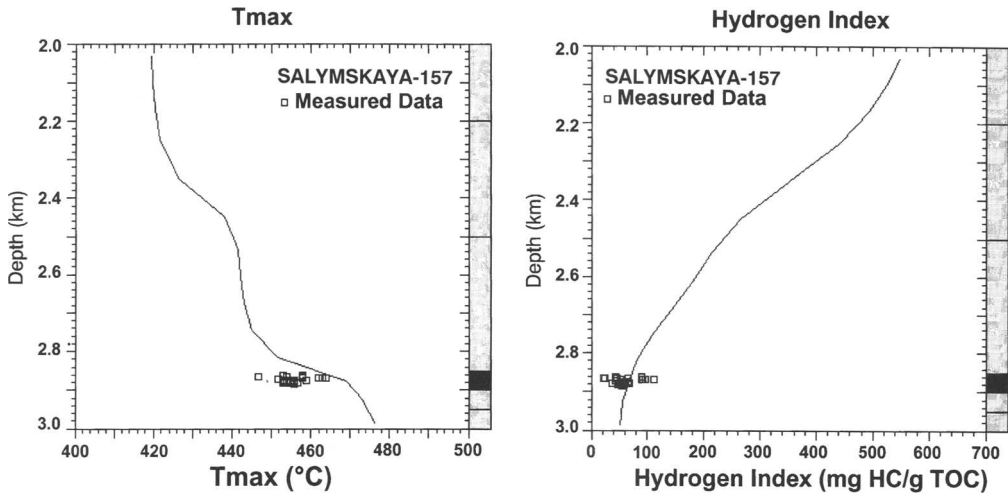 Tmax
2.0
2.2
2.4
2.6
2.8
3.0
Depth (km)
SALYMSKAYA-157
Measured Data
400
420
440
460
480
500
Tmax (°C)
Hydrogen Index
2.0
2.2
2.4
2.6
2.8
3.0
Depth (km)
SALYMSKAYA-157
Measured Data
0
100
200
300
400
500
600
700
Hydrogen Index (mg HC/g TOC)